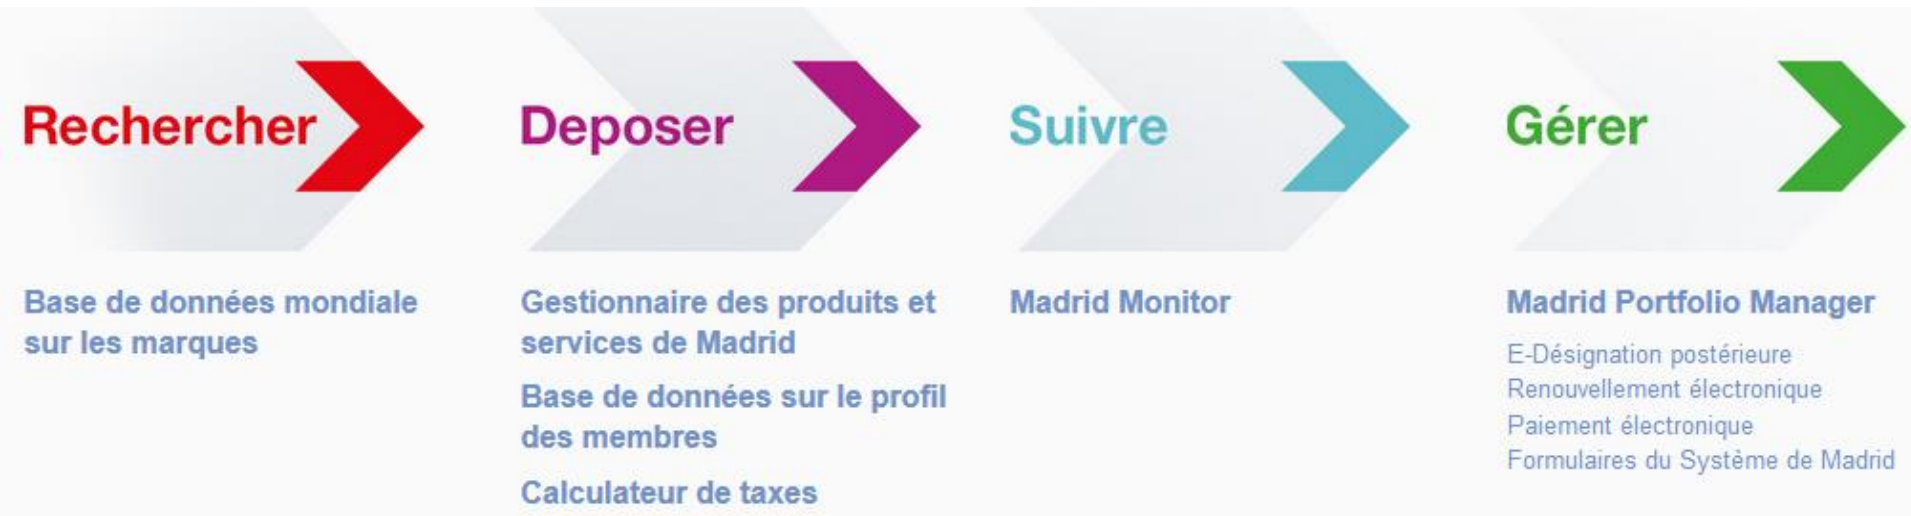 Rechercher
Deposer
Suivre
Gérer
Base de données mondiale
sur les marques
Gestionnaire des produits et
services de Madrid
Base de données sur le profil
des membres
Calculateur de taxes
Madrid Monitor
Madrid Portfolio Manager
E-Désignation postérieure
Renouvellement électronique
Paiement électronique
Formulaires du Système de Madrid